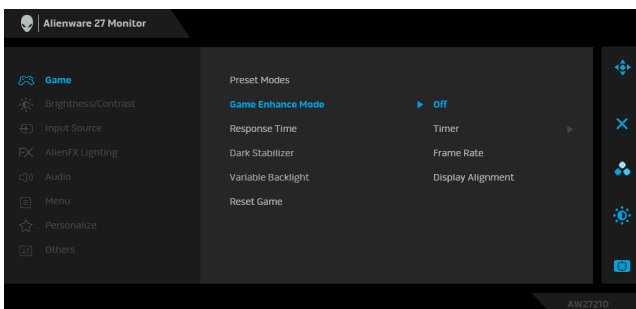 Alienware 27 Monitor
Game
Brightness/Contrast
Input Source
AlienFX Lighting
Audio
Menu
Personalize
Others
Preset Modes
Game Enhance Mode
Response Time
Dark Stabilizer
Variable Backlight
Reset Game
Off
Timer
Frame Rate
Display Alignment
AW2721D